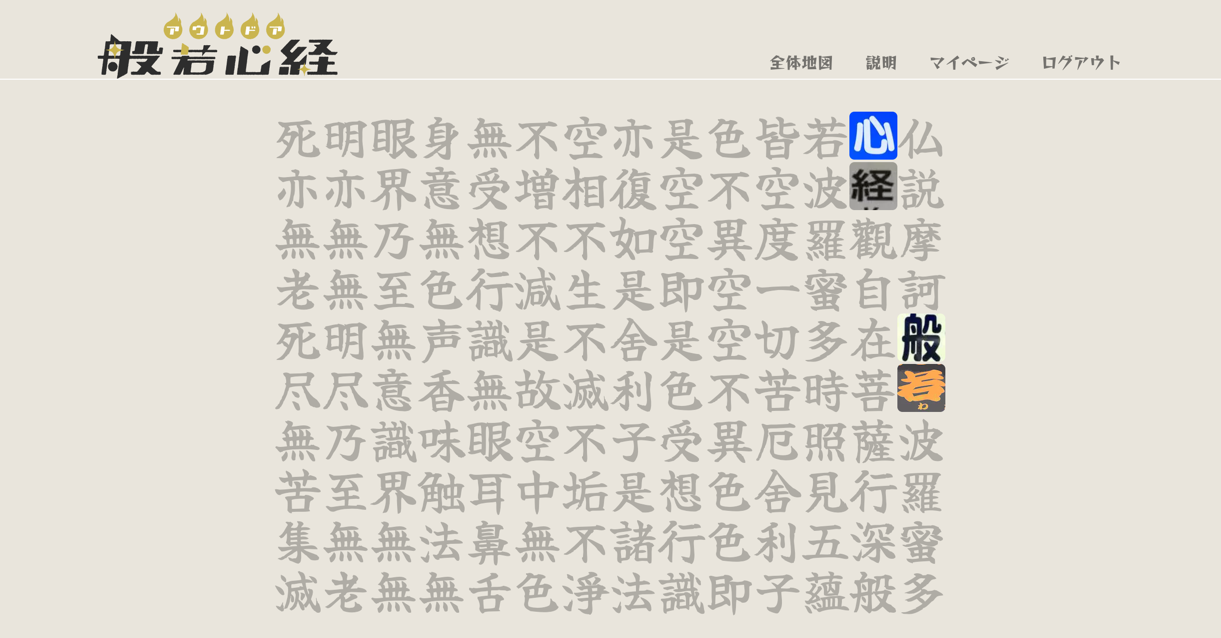 アウトドア
般若心経
全体地図
説明
マイページ
ログアウト
仏説摩訶般若波羅蜜多
わ
心経觀自在菩薩行深般
若波羅蜜多時照見五蘊
皆空度一切苦厄舎利子
色不異空空不異色色即
是空空即是色受想行識
亦復如是舎利子是諸法
空相不生不滅不垢不淨
不増不減是故空中無色
無受想行識無眼耳鼻舌
身意無色声香味触法無
眼界乃至無意識界無無
明亦無無明尽乃至無老
死亦無老死尽無苦集滅